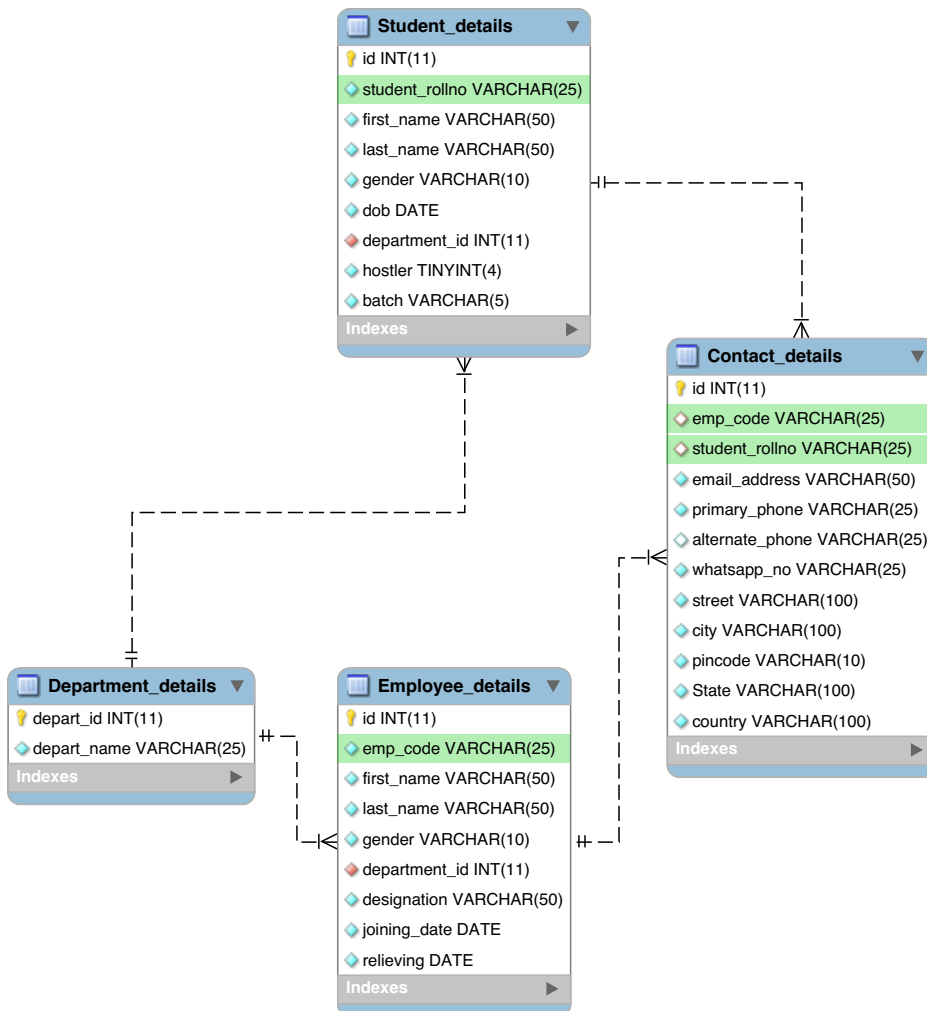 Student_details
id INT(11)
student_rollno VARCHAR(25)
first_name VARCHAR(50)
last_name VARCHAR(50)
gender VARCHAR(10)
dob DATE
department_id INT(11)
hostler TINYINT(4)
batch VARCHAR(5)
Indexes
Contact_details
id INT(11)
emp_code VARCHAR(25)
student_rollno VARCHAR(25)
email_address VARCHAR(50)
primary_phone VARCHAR(25)
alternate_phone VARCHAR(25)
whatsapp_no VARCHAR(25)
street VARCHAR(100)
city VARCHAR(100)
pincode VARCHAR(10)
State VARCHAR(100)
country VARCHAR(100)
Indexes
Department_details
depart_id INT(11)
depart_name VARCHAR(25)
Indexes
Employee_details
id INT(11)
emp_code VARCHAR(25)
first_name VARCHAR(50)
last_name VARCHAR(50)
gender VARCHAR(10)
department_id INT(11)
designation VARCHAR(50)
joining_date DATE
relieving DATE
Indexes